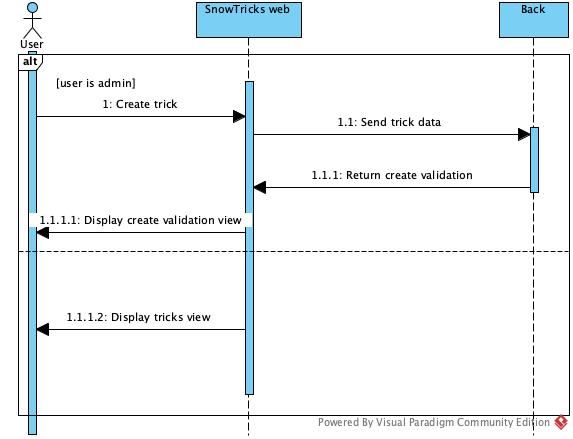 SnowTricks web
Back
User
alt
[user is admin]
1: Create trick
1.1: Send trick data
1.1.1: Return create validation
1.1.1.1: Display create validation view
1.1.1.2: Display tricks view
Powered By Visual Paradigm Community Edition